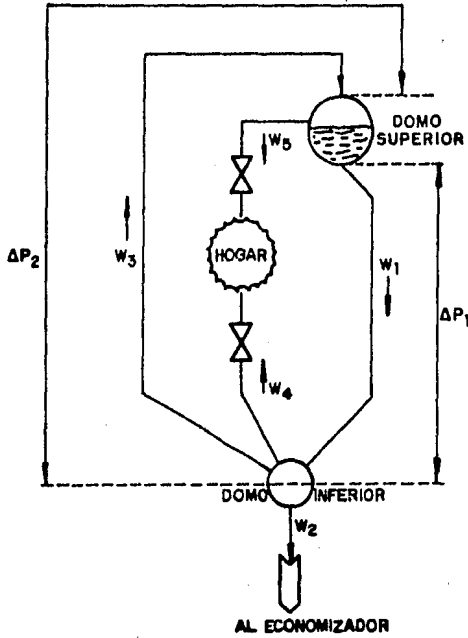 DOMO
SUPERIOR
W5
HOGAR
ΔP2
W3
W1
ΔP1
W4
DOMO INFERIOR
W2
AL ECONOMIZADOR